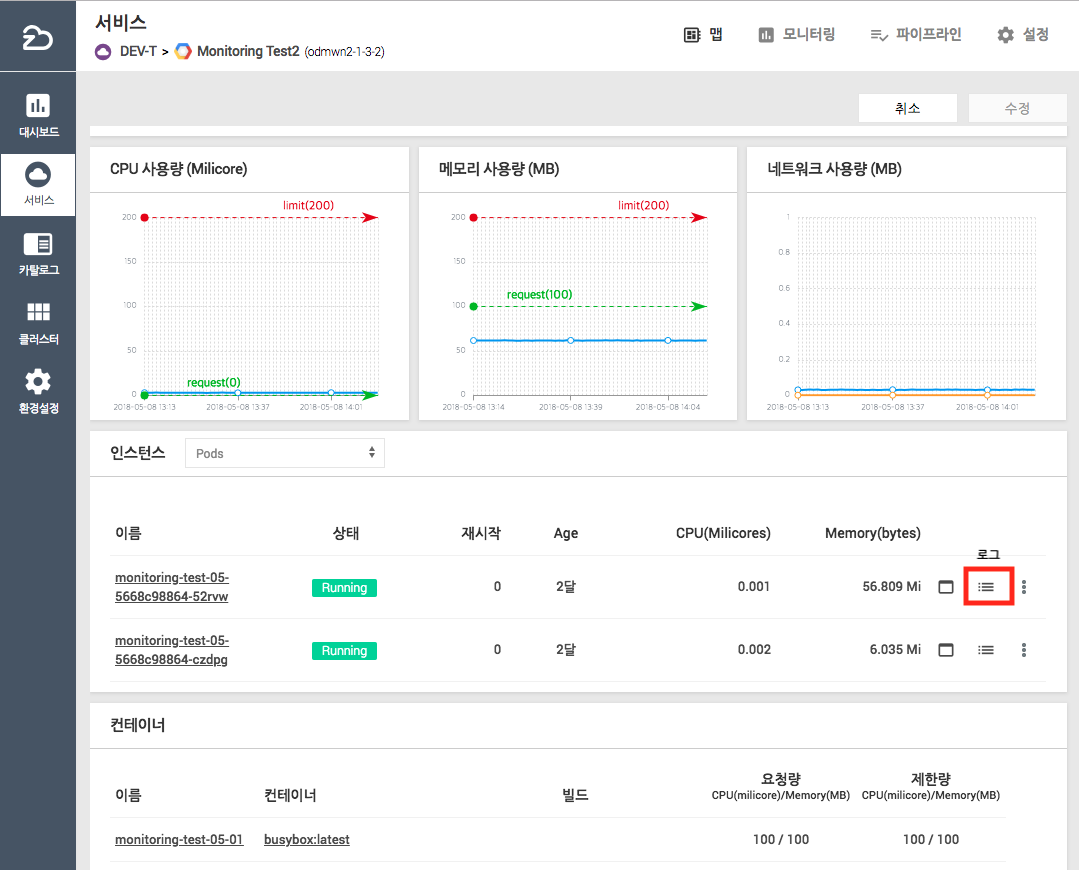 서비스
DEV-T > Monitoring Test2 (odmwn2-1-3-2)
맵
모니터링
파이프라인
설정
대시보드
서비스
카탈로그
클러스터
환경설정
취소
수정
CPU 사용량 (Milicore)
limit(200)
200
150
100
50
0
request(0)
2018-05-08 13:13
2018-05-08 13:37
2018-05-08 14:01
메모리 사용량 (MB)
limit(200)
200
150
100
50
0
request(100)
2018-05-08 13:14
2018-05-08 13:39
2018-05-08 14:04
네트워크 사용량 (MB)
1
0.8
0.6
0.4
0.2
0
2018-05-08 13:13
2018-05-08 13:37
2018-05-08 14:01
인스턴스
Pods
이름 상태 재시작 Age CPU(Milicores) Memory(bytes)
로그
monitoring-test-05-
5668c98864-52rvw
Running 0 2달 0.001 56.809 Mi
monitoring-test-05-
5668c98864-czdpg
Running 0 2달 0.002 6.035 Mi
컨테이너
이름 컨테이너 빌드
요청량
CPU(milicore)/Memory(MB)
제한량
CPU(milicore)/Memory(MB)
monitoring-test-05-01 busybox:latest 100 / 100 100 / 100